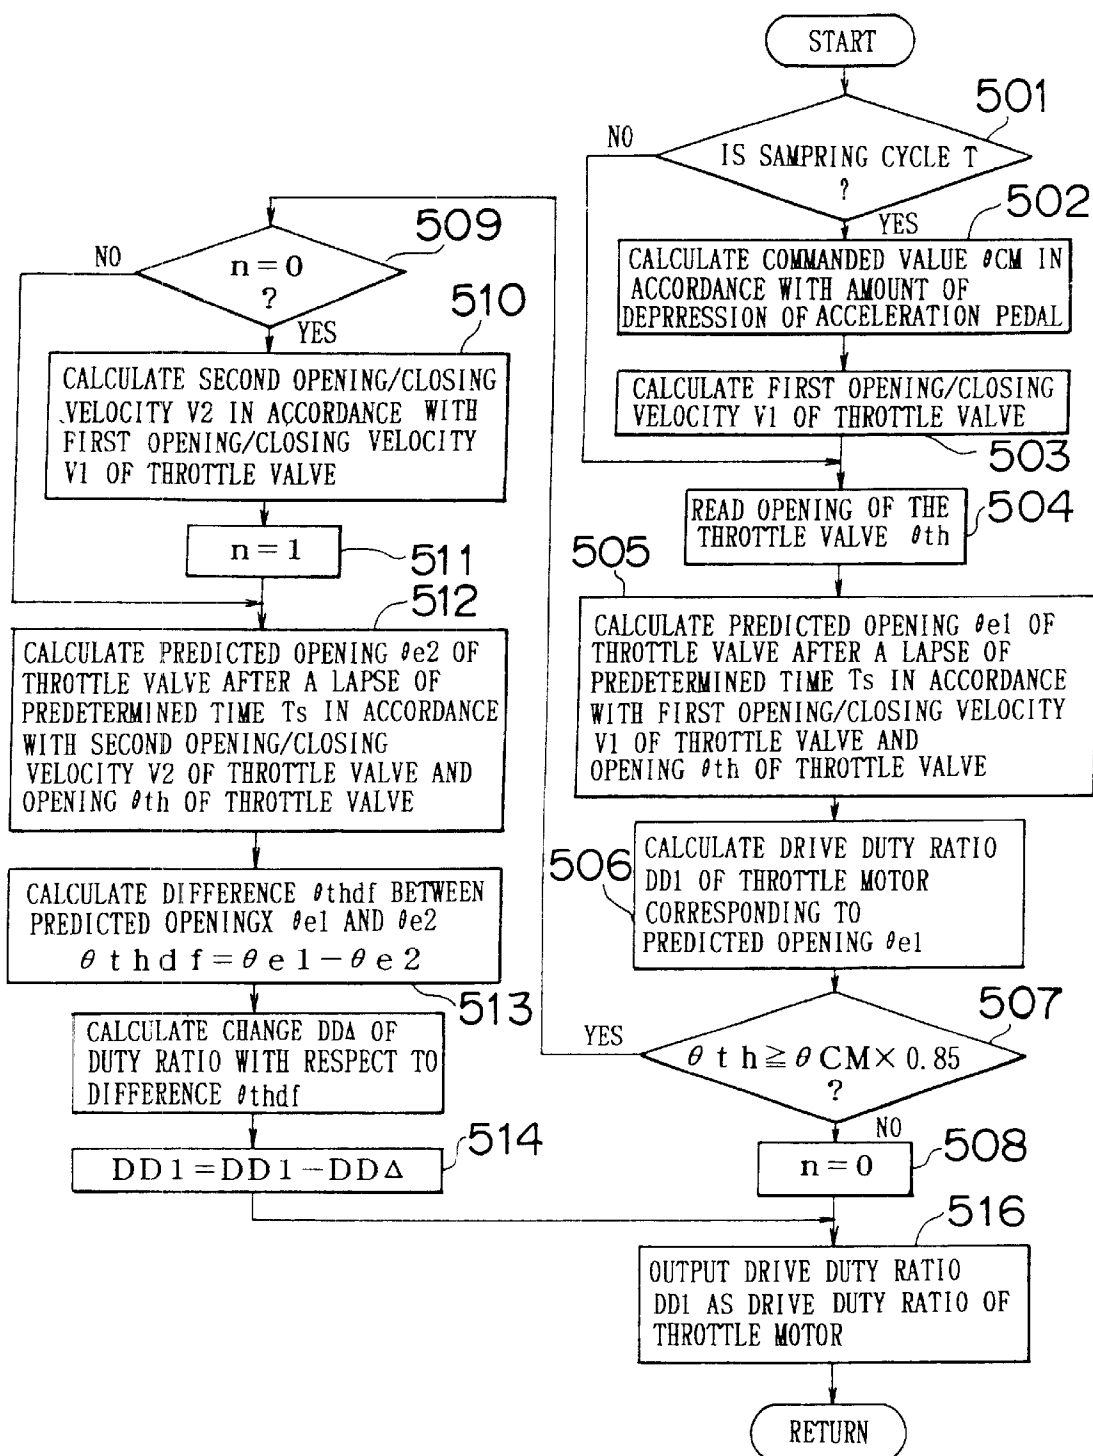 START
501
NO
IS SAMPRING CYCLE T
?
YES
502
CALCULATE COMMANDED VALUE θCM IN
ACCORDANCE WITH AMOUNT OF
DEPRRESSION OF ACCELERATION PEDAL
CALCULATE FIRST OPENING/CLOSING
VELOCITY V1 OF THROTTLE VALVE
503
READ OPENING OF THE
THROTTLE VALVE θth
504
505
CALCULATE PREDICTED OPENING θe1 OF
THROTTLE VALVE AFTER A LAPSE OF
PREDETERMINED TIME Ts IN ACCORDANCE
WITH FIRST OPENING/CLOSING VELOCITY
V1 OF THROTTLE VALVE AND
OPENING θth OF THROTTLE VALVE
506
CALCULATE DRIVE DUTY RATIO
DD1 OF THROTTLE MOTOR
CORRESPONDING TO
PREDICTED OPENING θe1
507
YES
θth≧θCM×0.85
?
NO
508
n=0
509
NO
n=0
?
YES
510
CALCULATE SECOND OPENING/CLOSING
VELOCITY V2 IN ACCORDANCE WITH
FIRST OPENING/CLOSING VELOCITY
V1 OF THROTTLE VALVE
n=1
511
512
CALCULATE PREDICTED OPENING θe2 OF
THROTTLE VALVE AFTER A LAPSE OF
PREDETERMINED TIME Ts IN ACCORDANCE
WITH SECOND OPENING/CLOSING
VELOCITY V2 OF THROTTLE VALVE AND
OPENING θth OF THROTTLE VALVE
CALCULATE DIFFERENCE θthdf BETWEEN
PREDICTED OPENINGX θe1 AND θe2
θthdf=θe1-θe2
513
CALCULATE CHANGE DDΔ OF
DUTY RATIO WITH RESPECT TO
DIFFERENCE θthdf
514
DD1=DD1-DDΔ
516
OUTPUT DRIVE DUTY RATIO
DD1 AS DRIVE DUTY RATIO OF
THROTTLE MOTOR
RETURN